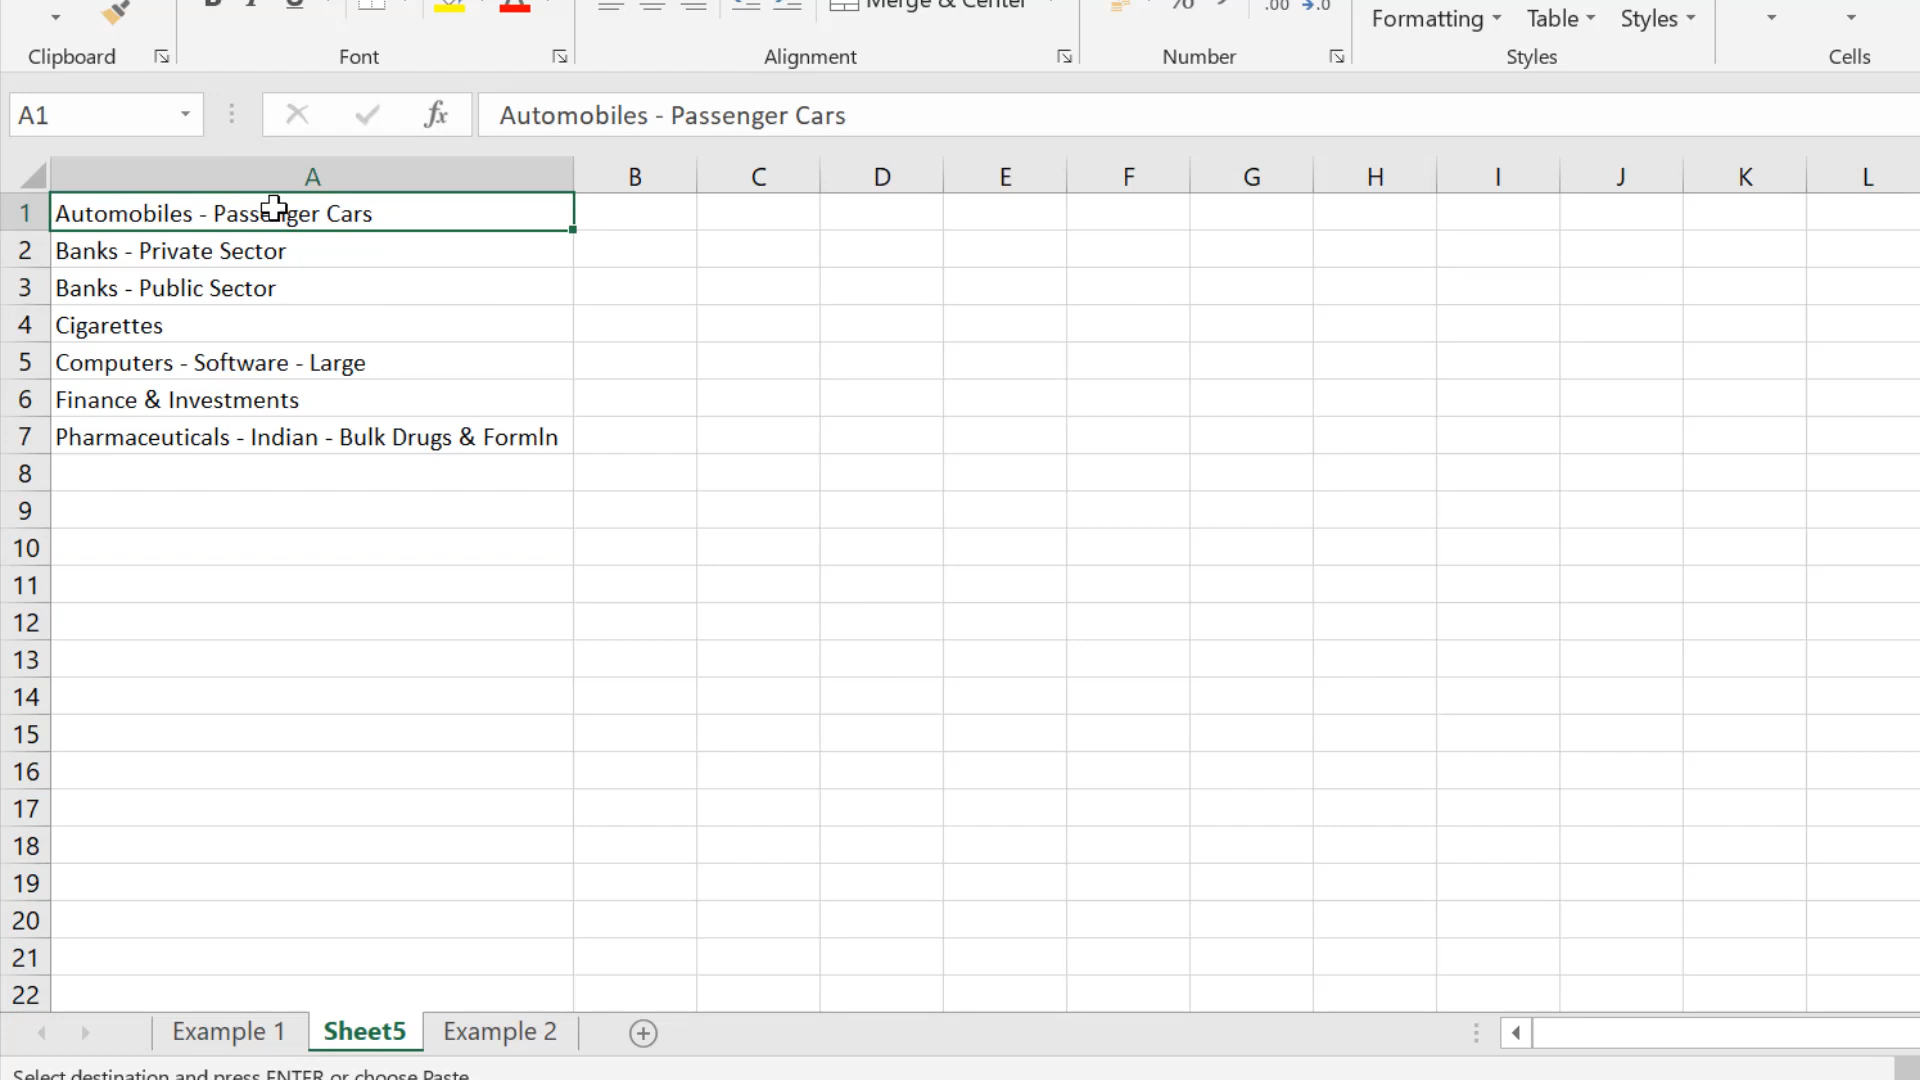 Merge & Center
.00
.0
%
Formatting
Table
Styles
Clipboard
Font
Alignment
Number
Styles
Cells
A1
fx
Automobiles - Passenger Cars
A B C D E F G H I J K L
1 Automobiles - Passenger Cars
2 Banks - Private Sector
3 Banks - Public Sector
4 Cigarettes
5 Computers - Software - Large
6 Finance & Investments
7 Pharmaceuticals - Indian - Bulk Drugs & Formln
8
9
10
11
12
13
14
15
16
17
18
19
20
21
22
Example 1
Sheet5
Example 2
Select destination and press ENTER or choose Paste